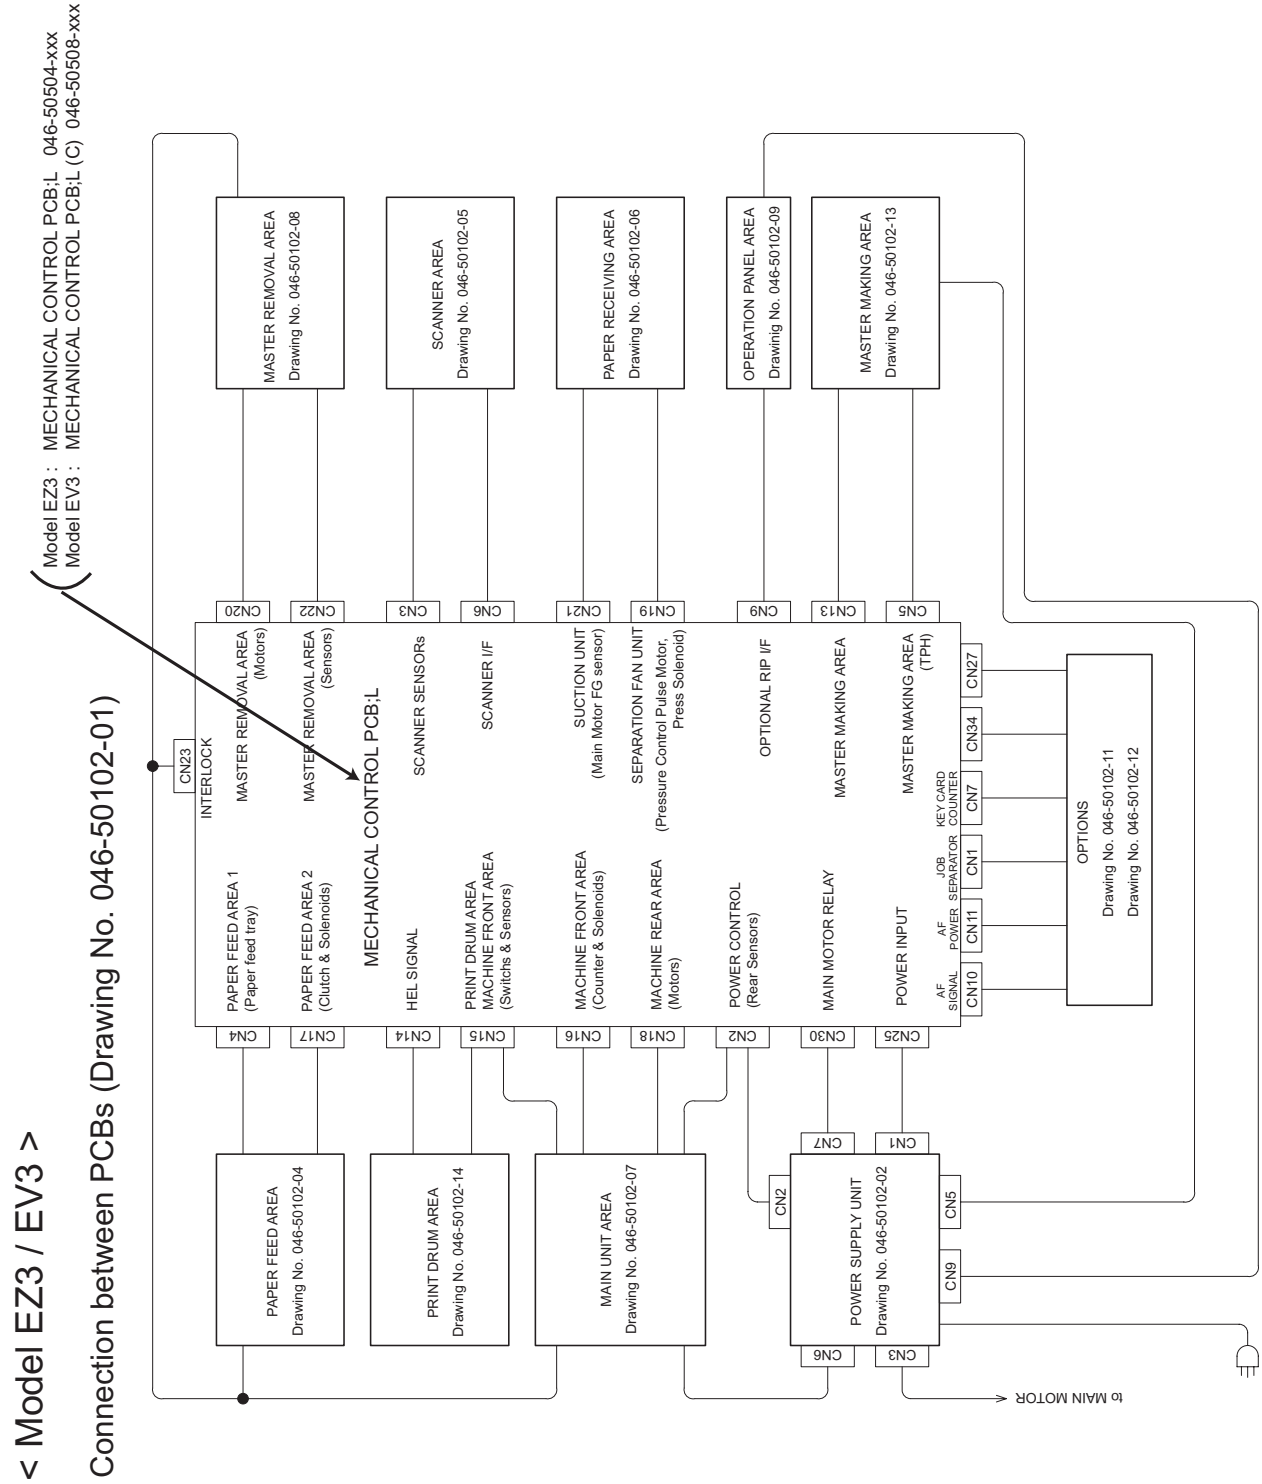 < Model EZ3 / EV3 >
Connection between PCBs (Drawing No. 046-50102-01)
Model EZ3 : MECHANICAL CONTROL PCB;L 046-50504-xxx
Model EV3 : MECHANICAL CONTROL PCB;L (C) 046-50508-xxx
CN23
INTERLOCK
PAPER FEED AREA
Drawing No. 046-50102-04
CN4
PAPER FEED AREA 1
(Paper feed tray)
CN17
PAPER FEED AREA 2
(Clutch & Solenoids)
MASTER REMOVAL AREA
(Motors)
CN20
MASTER REMOVAL AREA
(Sensors)
CN22
MASTER REMOVAL AREA
Drawing No. 046-50102-08
MECHANICAL CONTROL PCB;L
PRINT DRUM AREA
Drawing No. 046-50102-14
CN14
HEL SIGNAL
CN15
PRINT DRUM AREA
MACHINE FRONT AREA
(Switchs & Sensors)
SCANNER SENSORs
CN3
SCANNER I/F
CN6
SCANNER AREA
Drawing No. 046-50102-05
MAIN UNIT AREA
Drawing No. 046-50102-07
CN16
MACHINE FRONT AREA
(Counter & Solenoids)
CN18
MACHINE REAR AREA
(Motors)
SUCTION UNIT
(Main Motor FG sensor)
CN21
SEPARATION FAN UNIT
(Pressure Control Pulse Motor,
Press Solenoid)
CN19
PAPER RECEIVING AREA
Drawing No. 046-50102-06
CN2
POWER CONTROL
(Rear Sensors)
OPTIONAL RIP I/F
CN9
OPERATION PANEL AREA
Drawinig No. 046-50102-09
CN30
MAIN MOTOR RELAY
MASTER MAKING AREA
CN13
CN25
POWER INPUT
MASTER MAKING AREA
(TPH)
CN5
MASTER MAKING AREA
Drawing No. 046-50102-13
CN2
CN7
CN1
POWER SUPPLY UNIT
Drawing No. 046-50102-02
CN6
CN3
CN9
CN5
to MAIN MOTOR
AF
SIGNAL
CN10
AF
POWER
CN11
JOB
SEPARATOR
CN1
KEY CARD
COUNTER
CN7
CN34
CN27
OPTIONS
Drawing No. 046-50102-11
Drawing No. 046-50102-12